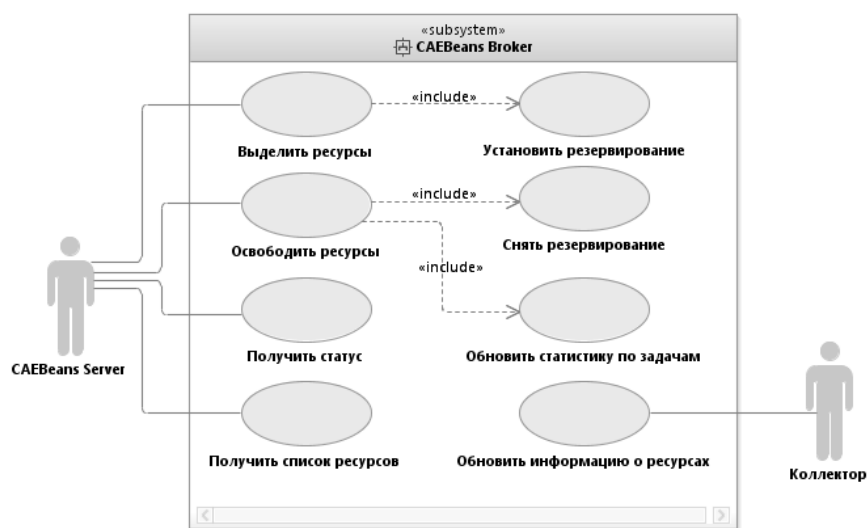 «subsystem»
CAEBeans Broker
«include»
Выделить ресурсы
Установить резервирование
«include»
Освободить ресурсы
Снять резервирование
«include»
CAEBeans Server
Получить статус
Обновить статистику по задачам
Получить список ресурсов
Обновить информацию о ресурсах
Коллектор